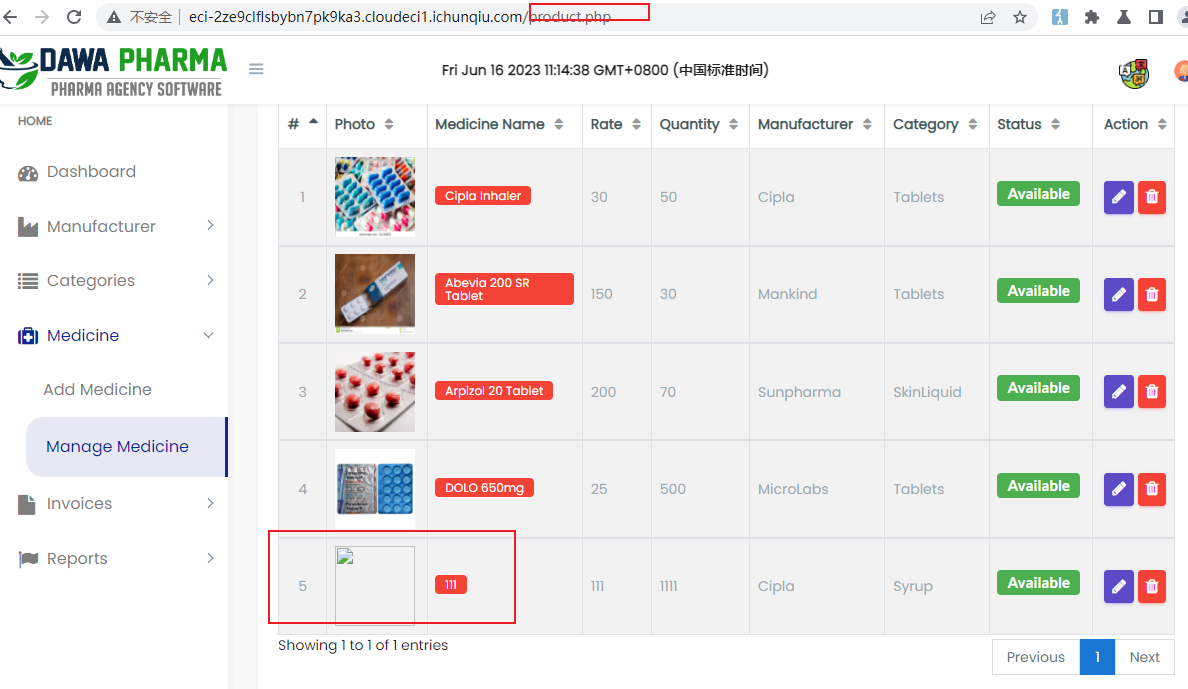 不安全 eci-2ze9clflsbybn7pk9ka3.cloudeci1.ichunqiu.com/product.php
DAWA PHARMA
PHARMA AGENCY SOFTWARE
Fri Jun 16 2023 11:14:38 GMT+0800 (中国标准时间)
HOME
Dashboard
Manufacturer
Categories
Medicine
Add Medicine
Manage Medicine
Invoices
Reports
# Photo Medicine Name Rate Quantity Manufacturer Category Status Action
1 Cipla Inhaler 30 50 Cipla Tablets Available
2 Abevia 200 SR Tablet 150 30 Mankind Tablets Available
3 Arpizol 20 Tablet 200 70 Sunpharma SkinLiquid Available
4 DOLO 650mg 25 500 MicroLabs Tablets Available
5 111 111 1111 Cipla Syrup Available
Showing 1 to 1 of 1 entries
Previous 1 Next